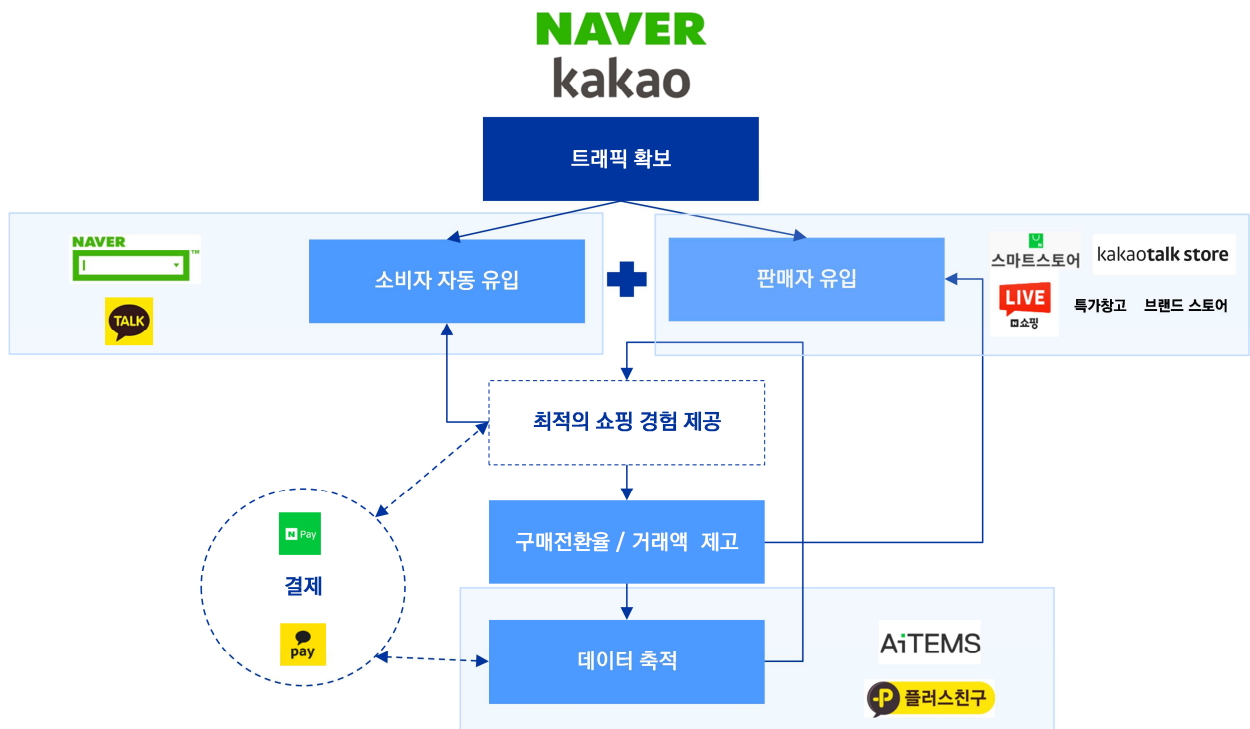 NAVER
kakao
트래픽 확보
NAVER
TM
TALK
소비자 자동 유입
판매자 유입
스마트스토어
kakaotalk store
LIVE
N쇼핑
특가창고
브랜드 스토어
최적의 쇼핑 경험 제공
N Pay
결제
pay
구매전환율 / 거래액 제고
데이터 축적
AiTEMS
P 플러스친구